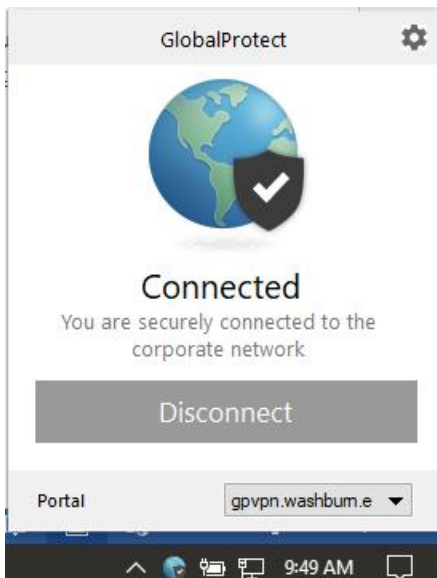 GlobalProtect
Connected
You are securely connected to the
corporate network
Disconnect
Portal
gpvpn.washburn.e
9:49 AM